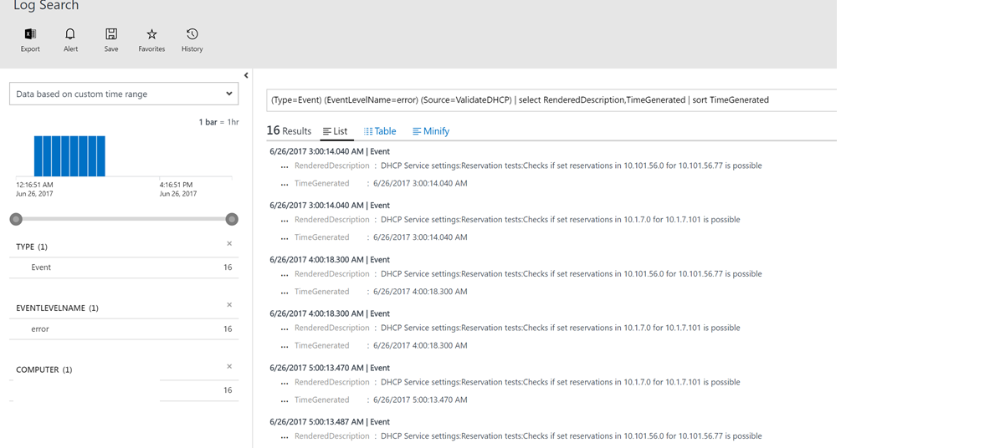 Log Search
Export Alert Save Favorites History
Data based on custom time range
1 bar = 1hr
12:16:51 AM 4:16:51 PM
Jun 26, 2017 Jun 26, 2017
TYPE (1)
Event 16
EVENTLEVELNAME (1)
error 16
COMPUTER (1)
16
(Type=Event) (EventLevelName=error) (Source=ValidateDHCP) | select RenderedDescription,TimeGenerated | sort TimeGenerated
16 Results List Table Minify
6/26/2017 3:00:14.040 AM | Event
... RenderedDescription : DHCP Service settings:Reservation tests:Checks if set reservations in 10.101.56.0 for 10.101.56.77 is possible
... TimeGenerated : 6/26/2017 3:00:14.040 AM
6/26/2017 3:00:14.040 AM | Event
... RenderedDescription : DHCP Service settings:Reservation tests:Checks if set reservations in 10.1.7.0 for 10.1.7.101 is possible
... TimeGenerated : 6/26/2017 3:00:14.040 AM
6/26/2017 4:00:18.300 AM | Event
... RenderedDescription : DHCP Service settings:Reservation tests:Checks if set reservations in 10.101.56.0 for 10.101.56.77 is possible
... TimeGenerated : 6/26/2017 4:00:18.300 AM
6/26/2017 4:00:18.300 AM | Event
... RenderedDescription : DHCP Service settings:Reservation tests:Checks if set reservations in 10.1.7.0 for 10.1.7.101 is possible
... TimeGenerated : 6/26/2017 4:00:18.300 AM
6/26/2017 5:00:13.470 AM | Event
... RenderedDescription : DHCP Service settings:Reservation tests:Checks if set reservations in 10.1.7.0 for 10.1.7.101 is possible
... TimeGenerated : 6/26/2017 5:00:13.470 AM
6/26/2017 5:00:13.487 AM | Event
... RenderedDescription : DHCP Service settings:Reservation tests:Checks if set reservations in 10.101.56.0 for 10.101.56.77 is possible